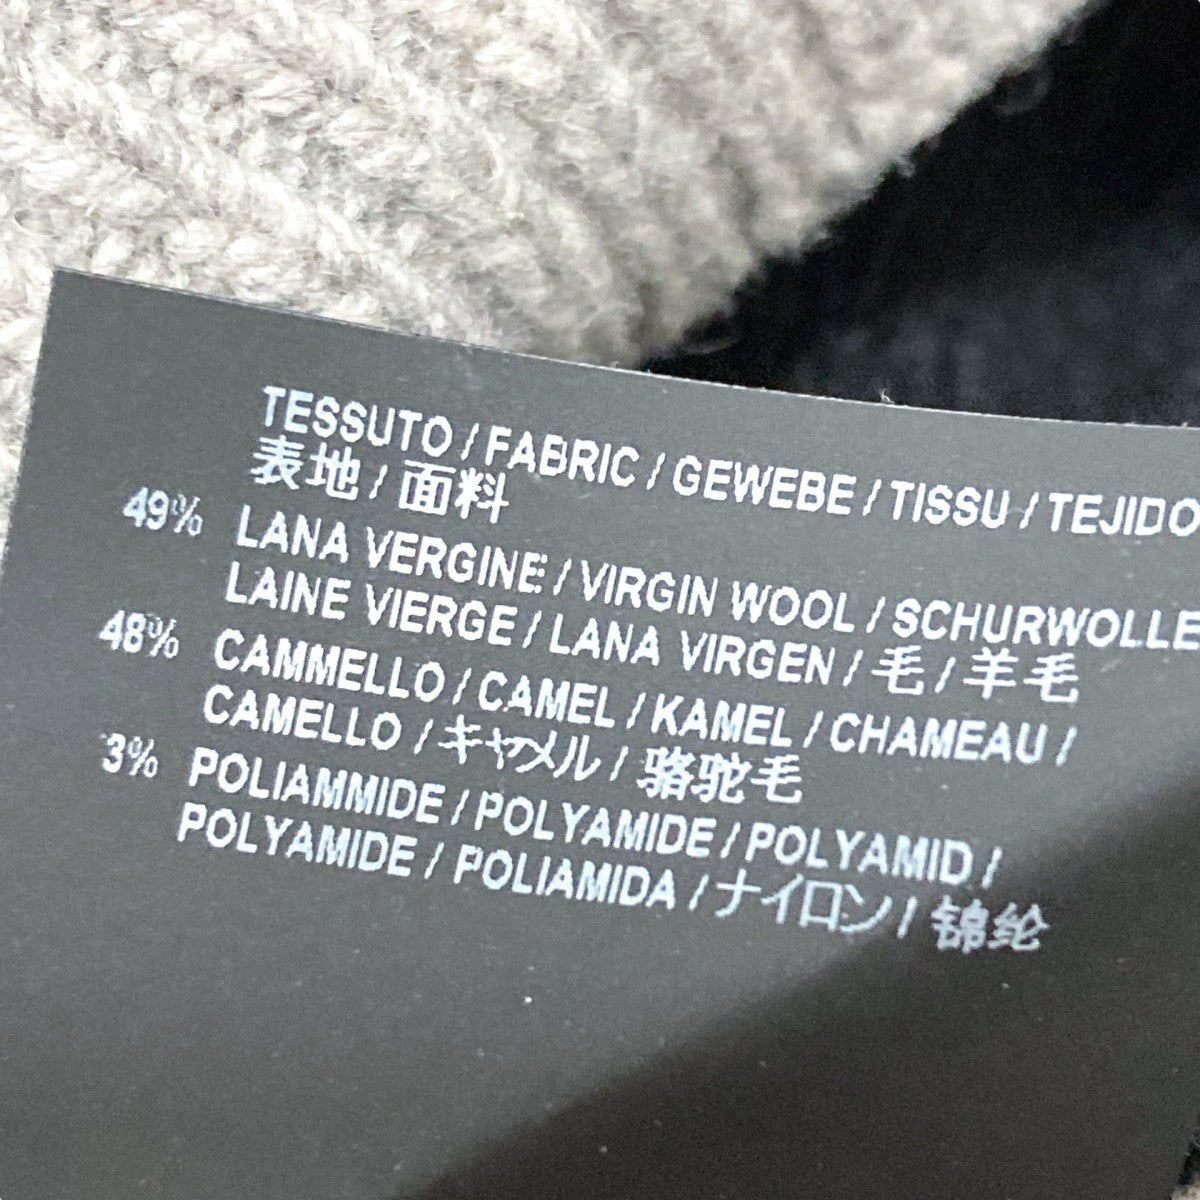 TESSUTO / FABRIC / GEWEBE / TISSU / TEJIDO
表地 / 面料
49% LANA VERGINE / VIRGIN WOOL / SCHURWOLLE
LAINE VIERGE / LANA VIRGEN / 毛 / 羊毛
48% CAMMELLO / CAMEL / KAMEL / CHAMEAU /
CAMELLO / キャメル / 骆驼毛
3% POLIAMMIDE / POLYAMIDE / POLYAMID /
POLYAMIDE / POLIAMIDA / ナイロン / 锦纶